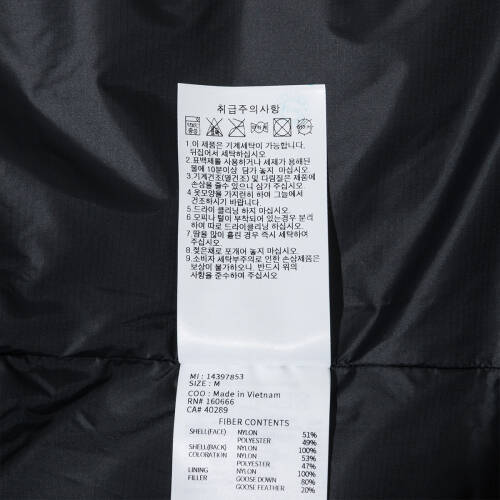 취급주의사항
1.이 제품은 기계세탁이 가능합니다.
뒤집어서 세탁하십시오
2.표백제를 사용하거나 세제가 용해된
물에 10분이상 담가 놓지 마십시오
3.기계건조(열건조) 및 다림질은 제품에
손상을 줄수 있으니 삼가 주십시오.
4.옷모양을 가지런히 하여 그늘에서
건조하시기 바랍니다.
5.드라이 클리닝 하지 마십시오.
6.모피나 털이 부착되어 있는경우 분리
하여 따로 드라이클리닝 하십시오
7.땀을 많이 흘린 경우 즉시 세탁하여
주십시오.
8.젖은채로 포개어 놓지 마십시오.
9.소비자 세탁부주의로 인한 손상제품은
보상이 불가하오니, 반드시 위의
사항을 준수하여 주십시오
MI : 14397853
SIZE : M
COO : Made in Vietnam
RN# 160666
CA# 40289
FIBER CONTENTS
SHELL(FACE) NYLON 51%
POLYESTER 49%
SHELL(BACK) NYLON 100%
COLORATION NYLON 53%
POLYESTER 47%
LINING NYLON 100%
FILLER GOOSE DOWN 80%
GOOSE FEATHER 20%